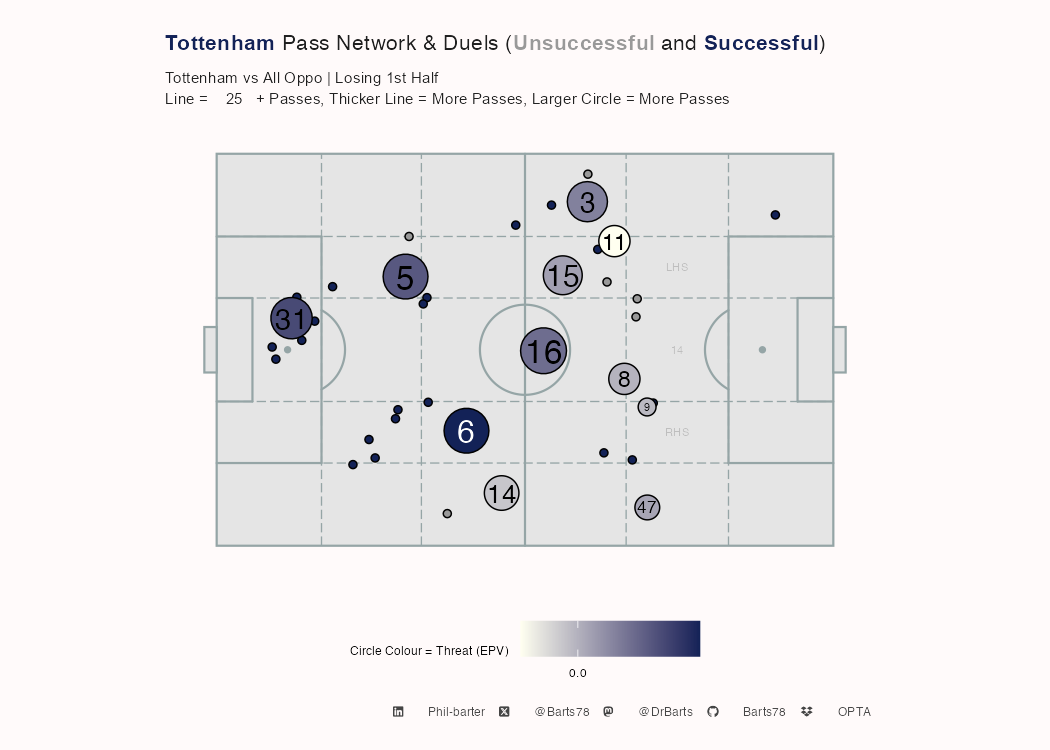 Tottenham Pass Network & Duels (Unsuccessful and Successful)
Tottenham vs All Oppo | Losing 1st Half
Line = 25 + Passes, Thicker Line = More Passes, Larger Circle = More Passes
3
11
LHS
5
15
31
16
14
8
9
6
RHS
14
47
Circle Colour = Threat (EPV)
0.0
Phil-barter @Barts78 @DrBarts Barts78 OPTA